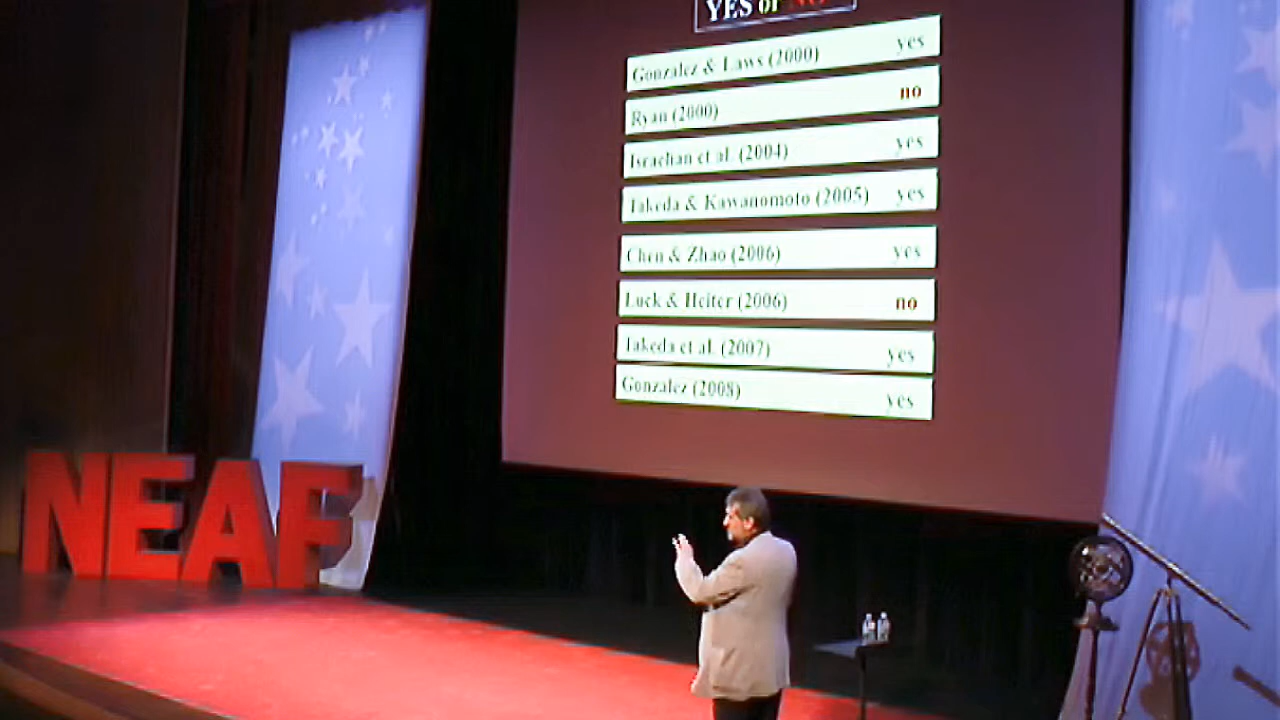 YES or NO
Gonzalez & Laws (2000) yes
Ryan (2000) no
Israelian et al. (2004) yes
Takeda & Kawanomoto (2005) yes
Chen & Zhao (2006) yes
Luck & Heiter (2006) no
Takeda et al. (2007) yes
Gonzalez (2008) yes
NEAF